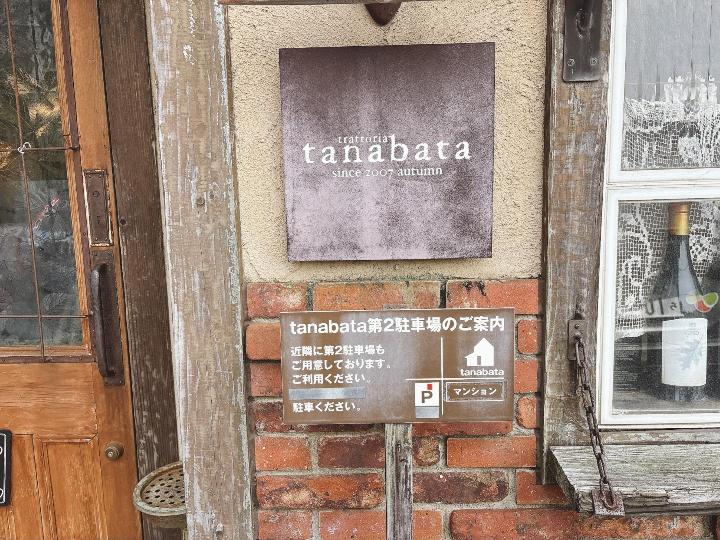 trattoria
tanabata
since 2007 autumn
tanabata第2駐車場のご案内
近隣に第2駐車場も
ご用意しております。
ご利用ください。
駐車ください。
tanabata
P
マンション